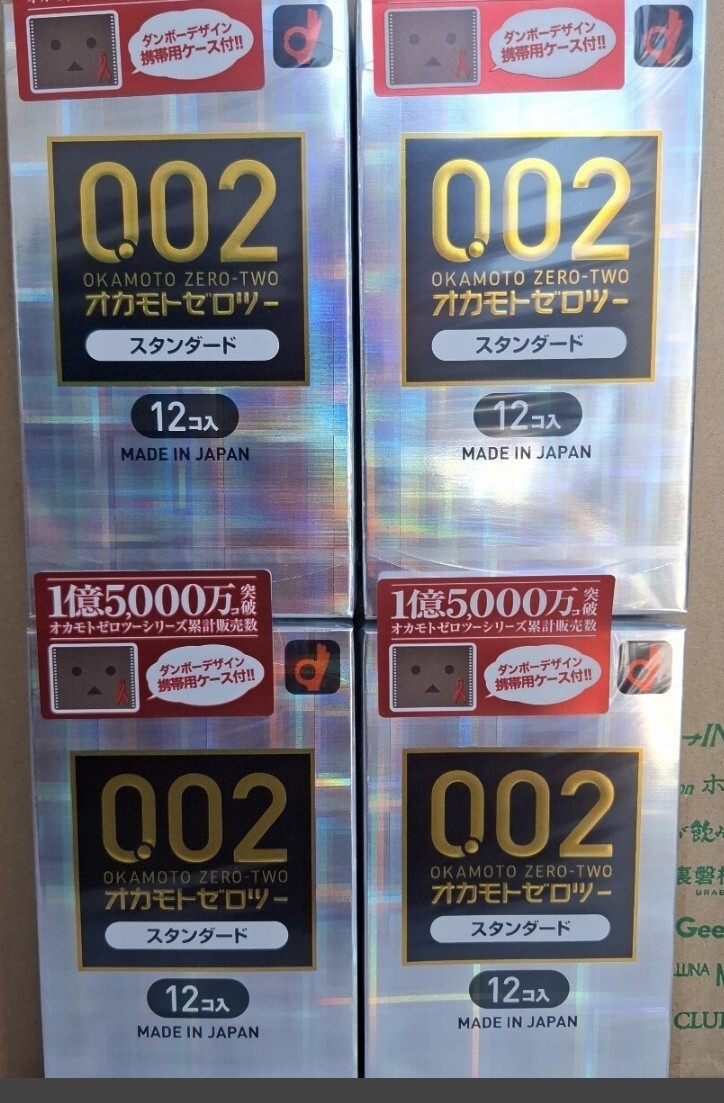 ダンボーデザイン
携帯用ケース付!!
ダンボーデザイン
携帯用ケース付!!
0.02
OKAMOTO ZERO-TWO
オカモトゼロツー
スタンダード
12コ入
MADE IN JAPAN
0.02
OKAMOTO ZERO-TWO
オカモトゼロツー
スタンダード
12コ入
MADE IN JAPAN
1億5,000万コ突破
オカモトゼロツーシリーズ累計販売数
ダンボーデザイン
携帯用ケース付!!
1億5,000万コ突破
オカモトゼロツーシリーズ累計販売数
ダンボーデザイン
携帯用ケース付!!
0.02
OKAMOTO ZERO-TWO
オカモトゼロツー
スタンダード
12コ入
MADE IN JAPAN
0.02
OKAMOTO ZERO-TWO
オカモトゼロツー
スタンダード
12コ入
MADE IN JAPAN
裏磐
Gee